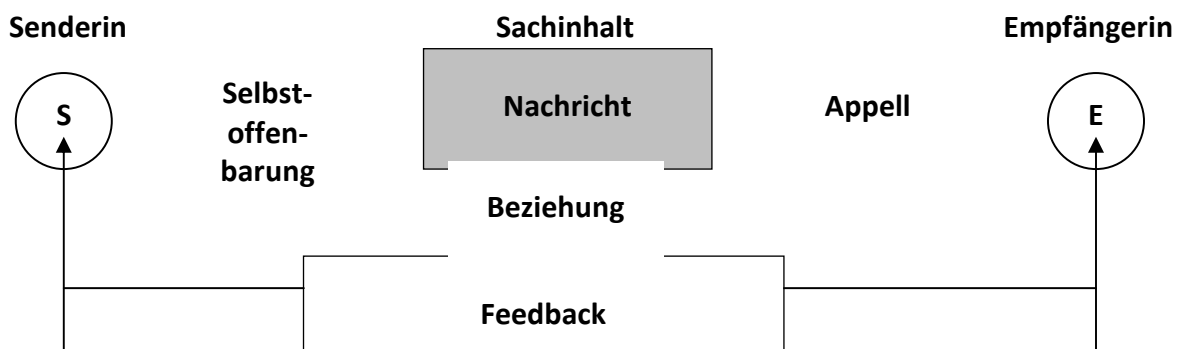 Senderin Sachinhalt Empfängerin
S Selbst-
offen-
barung Nachricht Appell E
Beziehung
Feedback